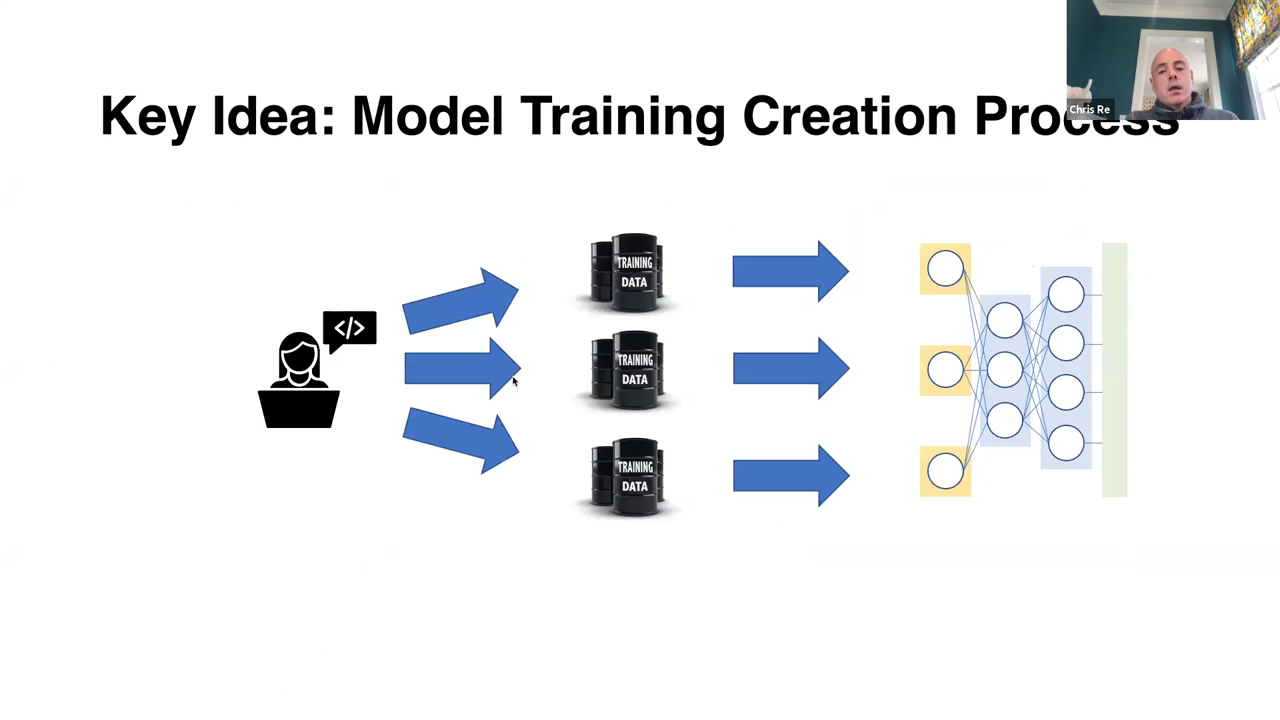 Key Idea: Model Training Creation Process
Chris Re
</>
TRAINING
DATA
TRAINING
DATA
TRAINING
DATA